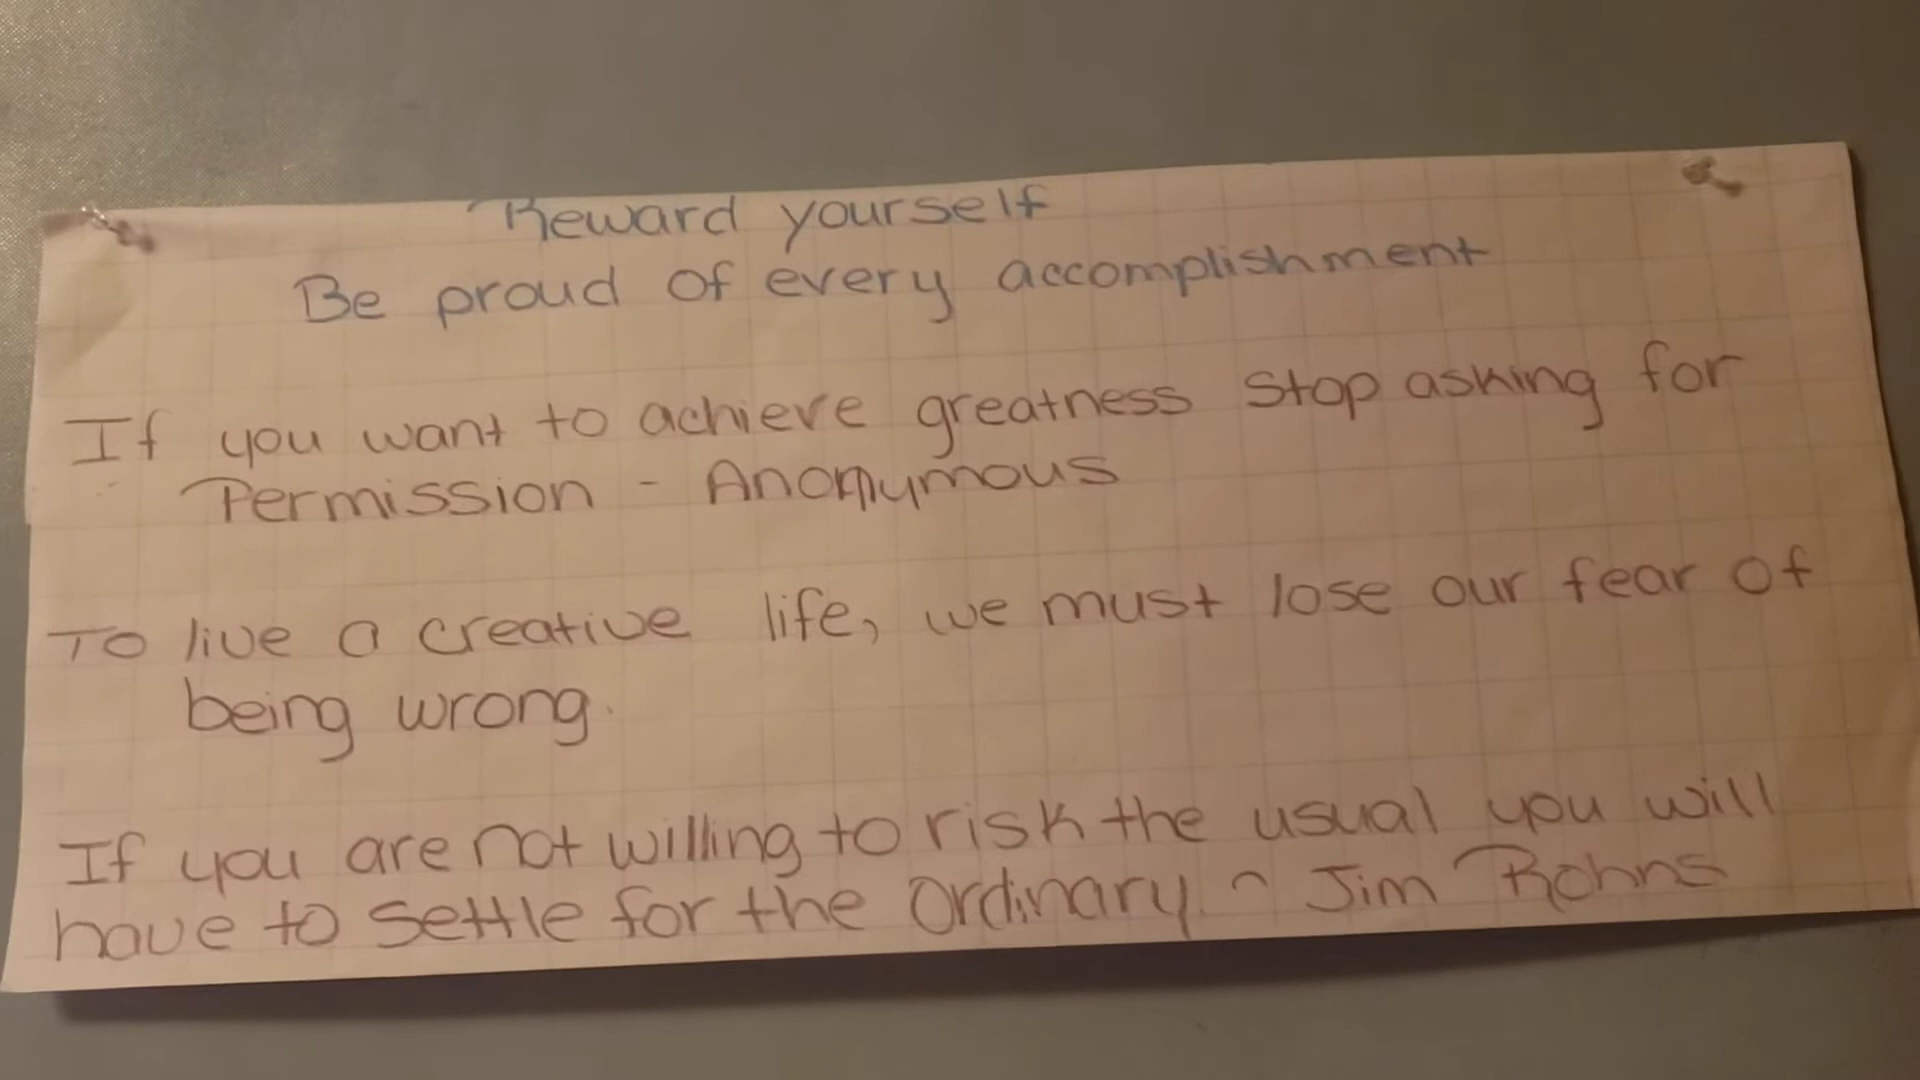 Reward yourself
Be proud of every accomplishment
If you want to achieve greatness Stop asking for
Permission - Anonymous
To live a creative life, we must lose our fear of
being wrong.
If you are not willing to risk the usual you will
have to settle for the Ordinary. ~ Jim Rohns